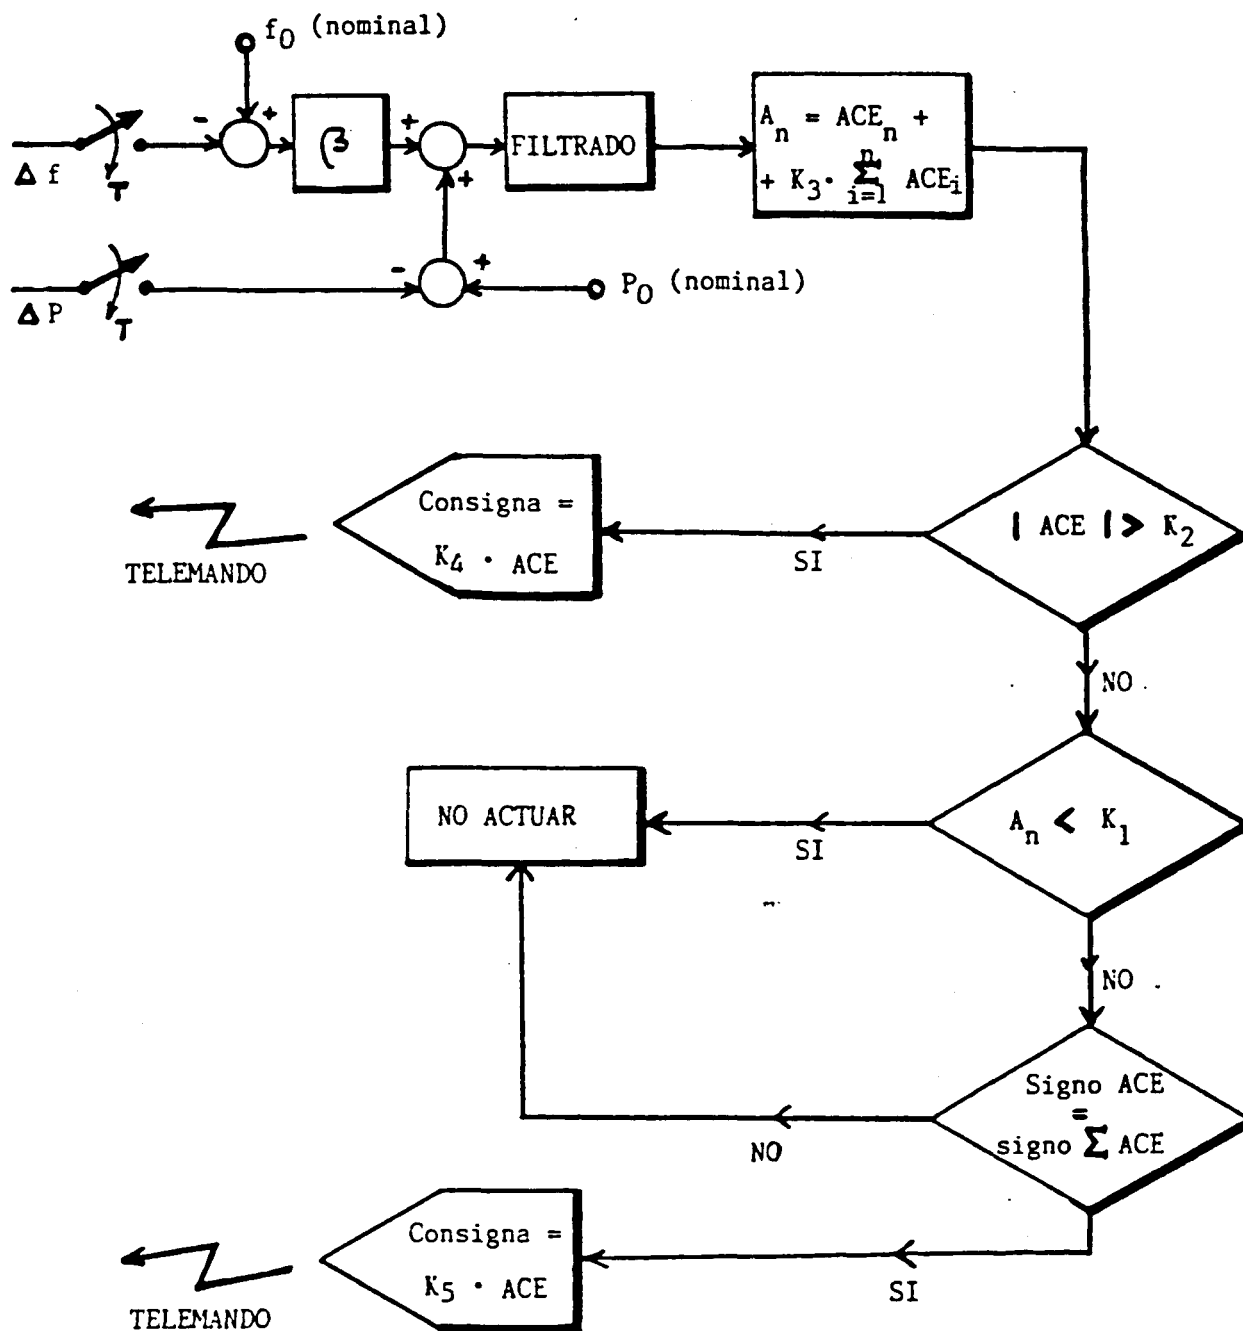 f0 (nominal)
- + β + FILTRADO
Δ f T
An = ACEn +
+ K3 · n Σ i=1 ACEi
+
Δ P T - + P0 (nominal)
Consigna =
K4 · ACE
TELEMANDO
SI
| ACE | > K2
NO
NO ACTUAR
SI
An < K1
NO
Signo ACE
=
signo Σ ACE
NO
Consigna =
K5 · ACE
SI
TELEMANDO